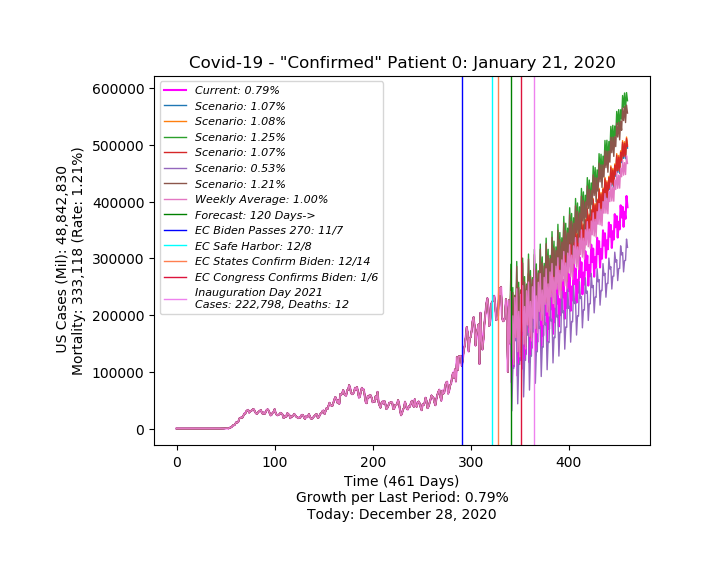 Covid-19 - "Confirmed" Patient 0: January 21, 2020
600000
500000
400000
300000
200000
100000
0
US Cases (Mil): 48,842,830
Mortality: 333,118 (Rate: 1.21%)
Current: 0.79%
Scenario: 1.07%
Scenario: 1.08%
Scenario: 1.25%
Scenario: 1.07%
Scenario: 0.53%
Scenario: 1.21%
Weekly Average: 1.00%
Forecast: 120 Days->
EC Biden Passes 270: 11/7
EC Safe Harbor: 12/8
EC States Confirm Biden: 12/14
EC Congress Confirms Biden: 1/6
Inauguration Day 2021
Cases: 222,798, Deaths: 12
0 100 200 300 400
Time (461 Days)
Growth per Last Period: 0.79%
Today: December 28, 2020